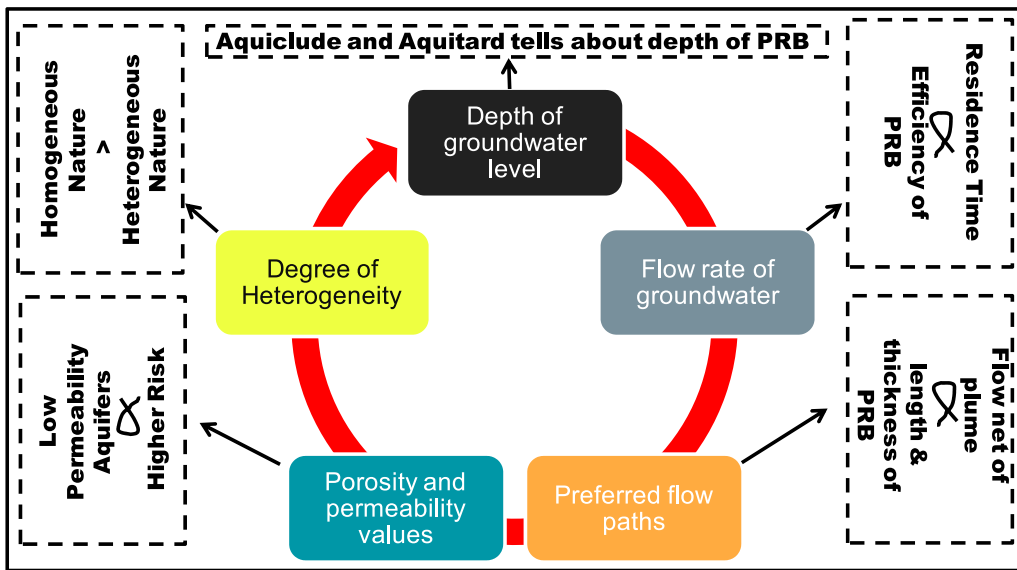 Aquiclude and Aquitard tells about depth of PRB
Depth of
groundwater
level
Residence Time
∝
Efficiency of
PRB
Flow rate of
groundwater
Flow net of
plume
∝
length &
thickness of
PRB
Preferred flow
paths
Porosity and
permeability
values
Low
Permeability
Aquifers
∝
Higher Risk
Degree of
Heterogeneity
Homogeneous
Nature
>
Heterogeneous
Nature